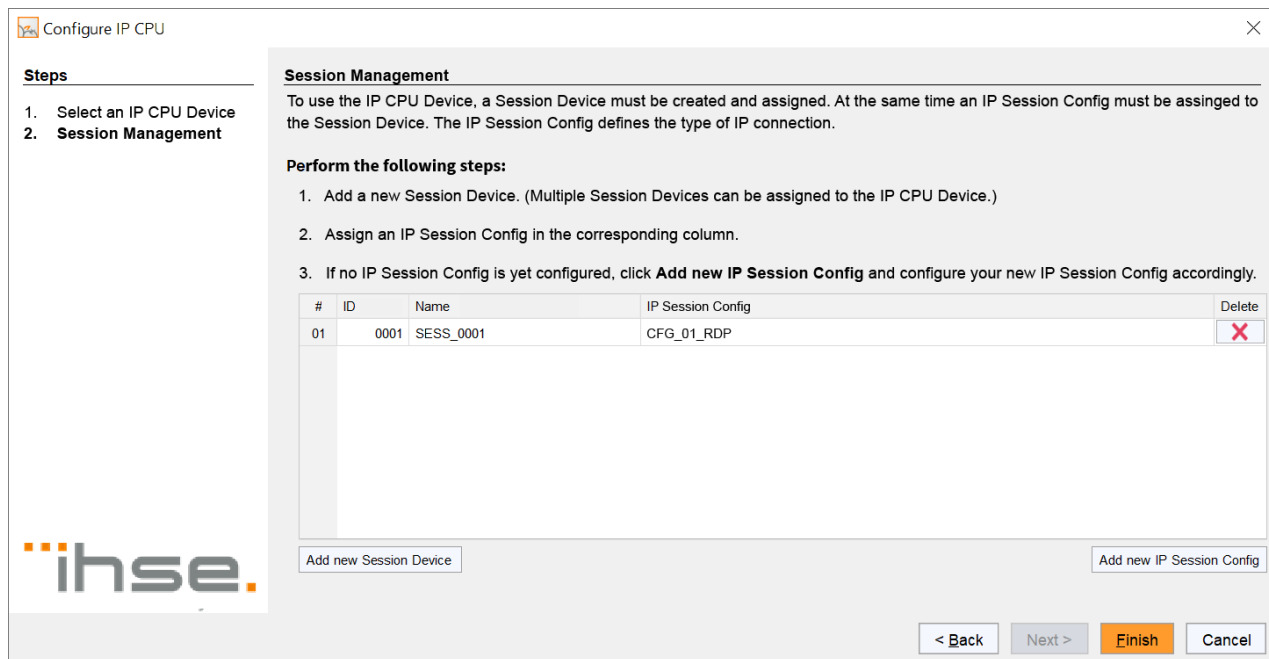 Configure IP CPU
Steps
1. Select an IP CPU Device
2. Session Management
Session Management
To use the IP CPU Device, a Session Device must be created and assigned. At the same time an IP Session Config must be assinged to
the Session Device. The IP Session Config defines the type of IP connection.
Perform the following steps:
1. Add a new Session Device. (Multiple Session Devices can be assigned to the IP CPU Device.)
2. Assign an IP Session Config in the corresponding column.
3. If no IP Session Config is yet configured, click Add new IP Session Config and configure your new IP Session Config accordingly.
# ID Name IP Session Config Delete
01 0001 SESS_0001 CFG_01_RDP
Add new Session Device Add new IP Session Config
ihse.
< Back Next > Finish Cancel